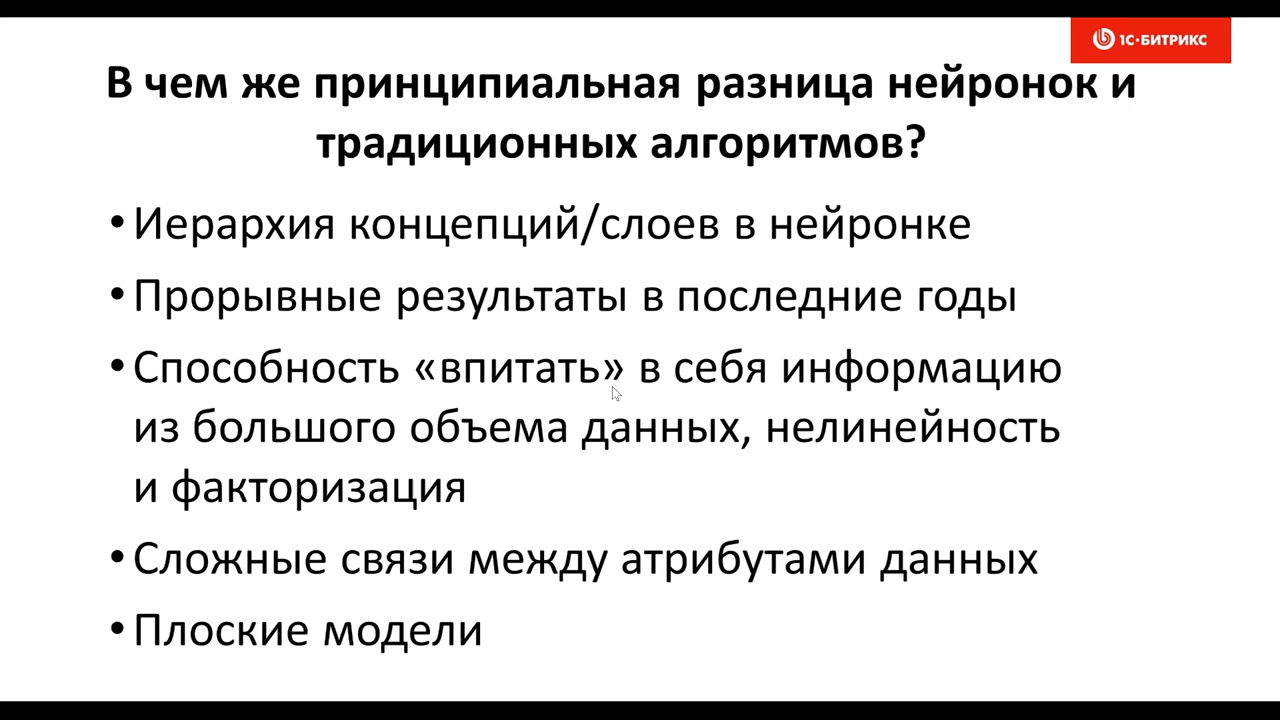 1С·БИТРИКС
В чем же принципиальная разница нейронок и
традиционных алгоритмов?
•Иерархия концепций/слоев в нейронке
•Прорывные результаты в последние годы
•Способность «впитать» в себя информацию
из большого объема данных, нелинейность
и факторизация
•Сложные связи между атрибутами данных
•Плоские модели